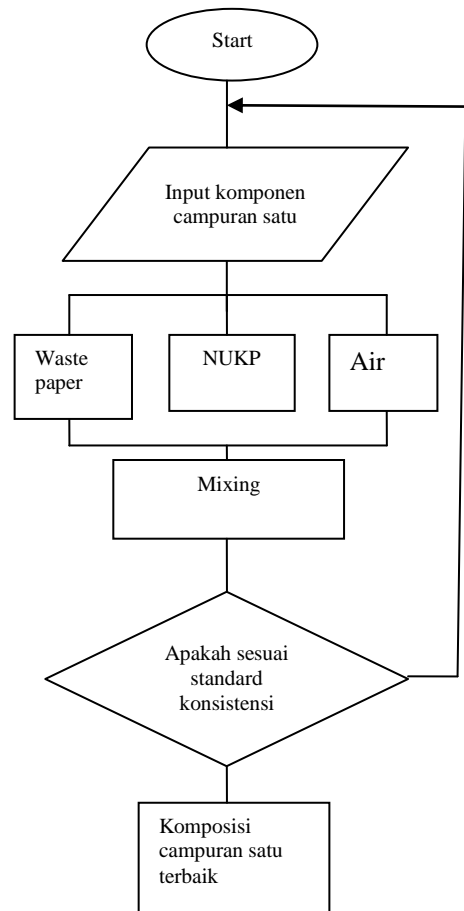 Start
Input komponen
campuran satu
Waste
paper
NUKP
Air
Mixing
Apakah sesuai
standard
konsistensi
Komposisi
campuran satu
terbaik